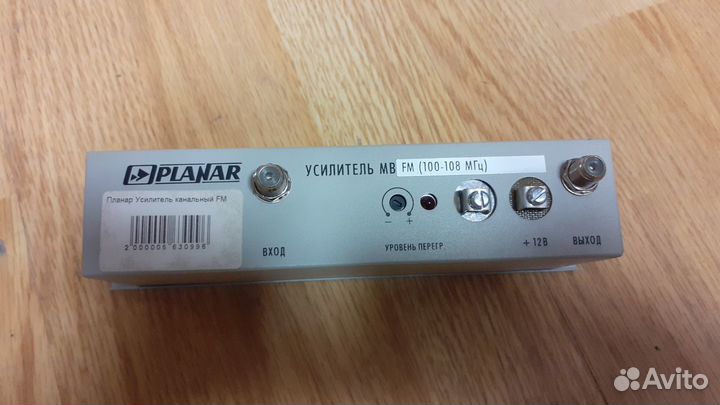 PLANAR
Планар Усилитель канальный FM
2 000006 630996
УСИЛИТЕЛЬ МВ FM (100-108 МГц)
− +
ВХОД
УРОВЕНЬ ПЕРЕГР.
+ 12В
ВЫХОД
Avito